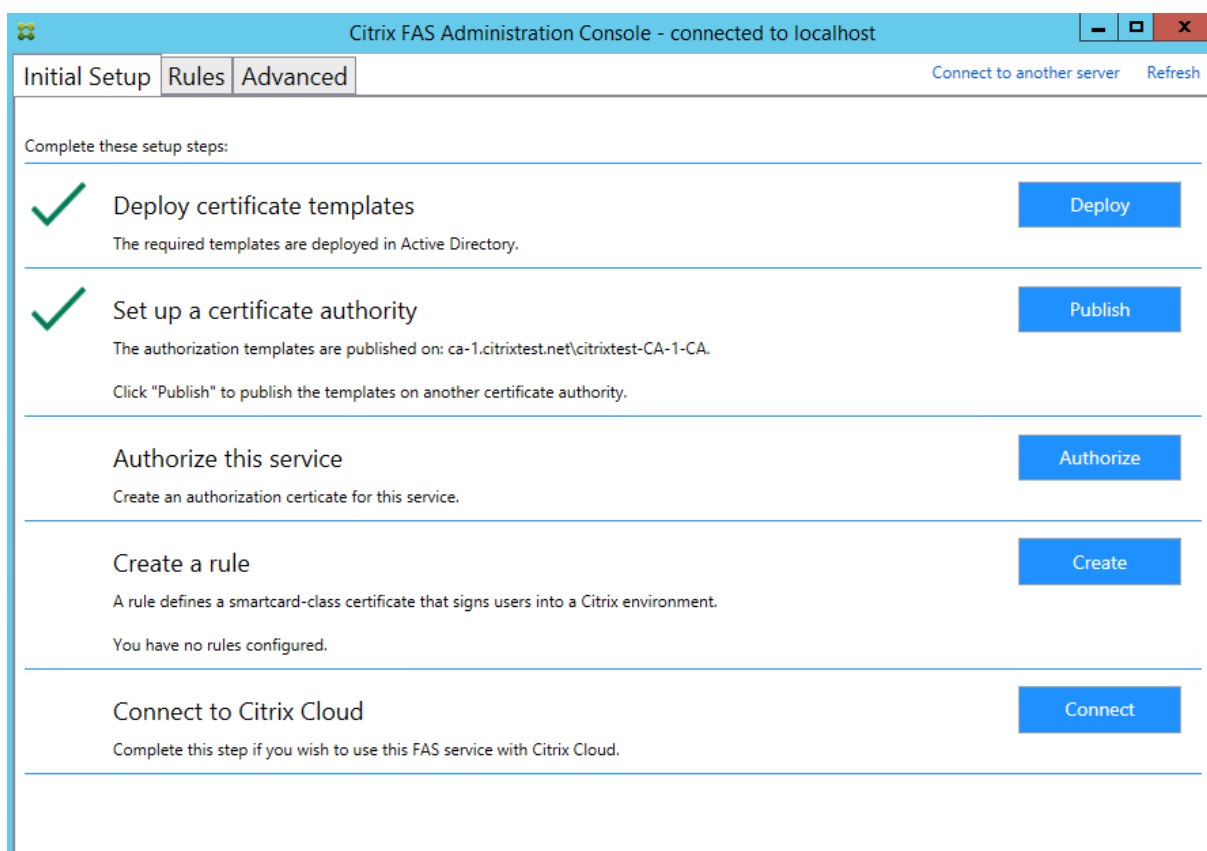 Citrix FAS Administration Console - connected to localhost
Initial Setup Rules Advanced Connect to another server Refresh
Complete these setup steps:
Deploy certificate templates
Deploy
The required templates are deployed in Active Directory.
Set up a certificate authority
Publish
The authorization templates are published on: ca-1.citrixtest.net\citrixtest-CA-1-CA.
Click "Publish" to publish the templates on another certificate authority.
Authorize this service
Authorize
Create an authorization certicate for this service.
Create a rule
Create
A rule defines a smartcard-class certificate that signs users into a Citrix environment.
You have no rules configured.
Connect to Citrix Cloud
Connect
Complete this step if you wish to use this FAS service with Citrix Cloud.